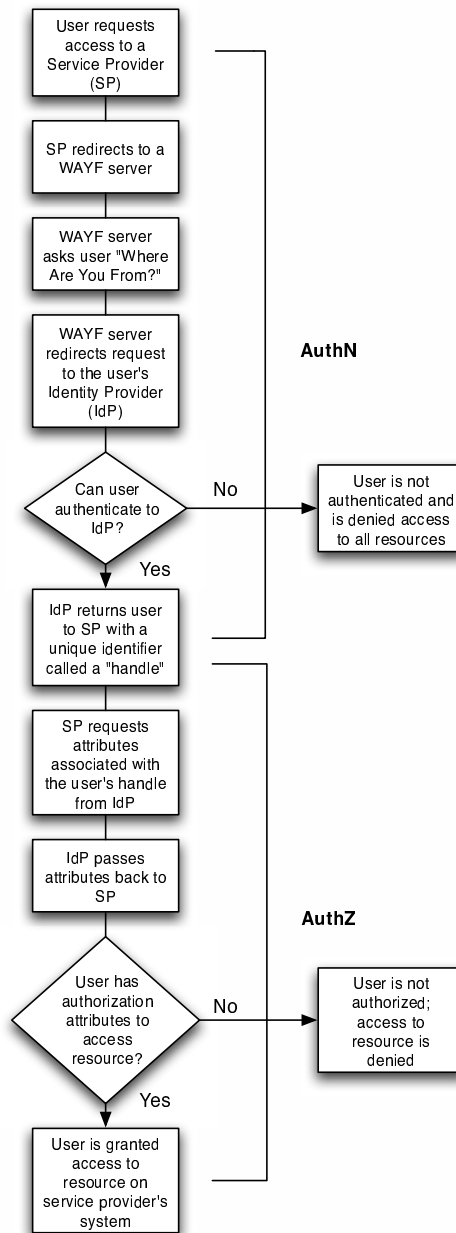 User requests
access to a
Service Provider
(SP)
SP redirects to a
WAYF server
WAYF server
asks user "Where
Are You From?"
WAYF server
redirects request
to the user's
Identity Provider
(IdP)
AuthN
Can user
authenticate to
IdP?
No
User is not
authenticated and
is denied access
to all resources
Yes
IdP returns user
to SP with a
unique identifier
called a "handle"
SP requests
attributes
associated with
the user's handle
from IdP
IdP passes
attributes back to
SP
AuthZ
User has
authorization
attributes to
access
resource?
No
User is not
authorized;
access to
resource is
denied
Yes
User is granted
access to
resource on
service provider's
system